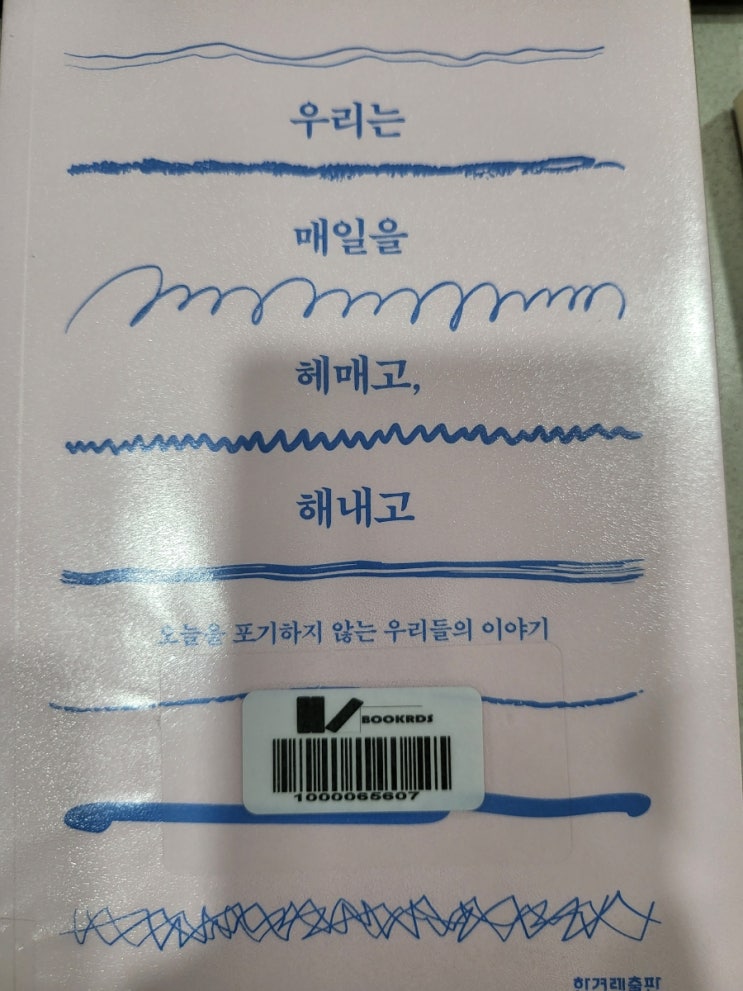 우리는
매일을
헤매고,
해내고
오늘을 포기하지 않는 우리들의 이야기
BOOKRDS
1000065607
한겨레출판